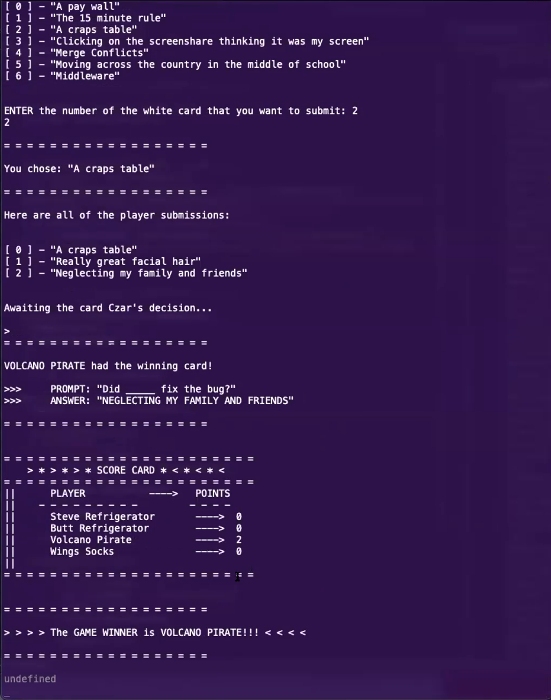 [ 0 ] – "A pay wall"
[ 1 ] – "The 15 minute rule"
[ 2 ] – "A craps table"
[ 3 ] – "Clicking on the screenshare thinking it was my screen"
[ 4 ] – "Merge Conflicts"
[ 5 ] – "Moving across the country in the middle of school"
[ 6 ] – "Middleware"
ENTER the number of the white card that you want to submit: 2
2
= = = = = = = = = = = = = = = = = =
You chose: "A craps table"
= = = = = = = = = = = = = = = = = =
Here are all of the player submissions:
[ 0 ] – "A craps table"
[ 1 ] – "Really great facial hair"
[ 2 ] – "Neglecting my family and friends"
Awaiting the card Czar's decision...
>
= = = = = = = = = = = = = = = = = =
VOLCANO PIRATE had the winning card!
>>>     PROMPT: "Did _____ fix the bug?"
>>>     ANSWER: "NEGLECTING MY FAMILY AND FRIENDS"
= = = = = = = = = = = = = = = = = =
= = = = = = = = = = = = = = = = = = = = = =
> * > * > * SCORE CARD * < * < * <
= = = = = = = = = = = = = = = = = = = = = =
||      PLAYER           ––––>   POINTS
||    – – – – – – – – –         – – – –
||      Steve Refrigerator       ––––>  0
||      Butt Refrigerator        ––––>  0
||      Volcano Pirate           ––––>  2
||      Wings Socks              ––––>  0
||
= = = = = = = = = = = = = = = = = = = = = =
= = = = = = = = = = = = = = = = = =
> > > > The GAME WINNER is VOLCANO PIRATE!!! < < < <
= = = = = = = = = = = = = = = = = =
undefined